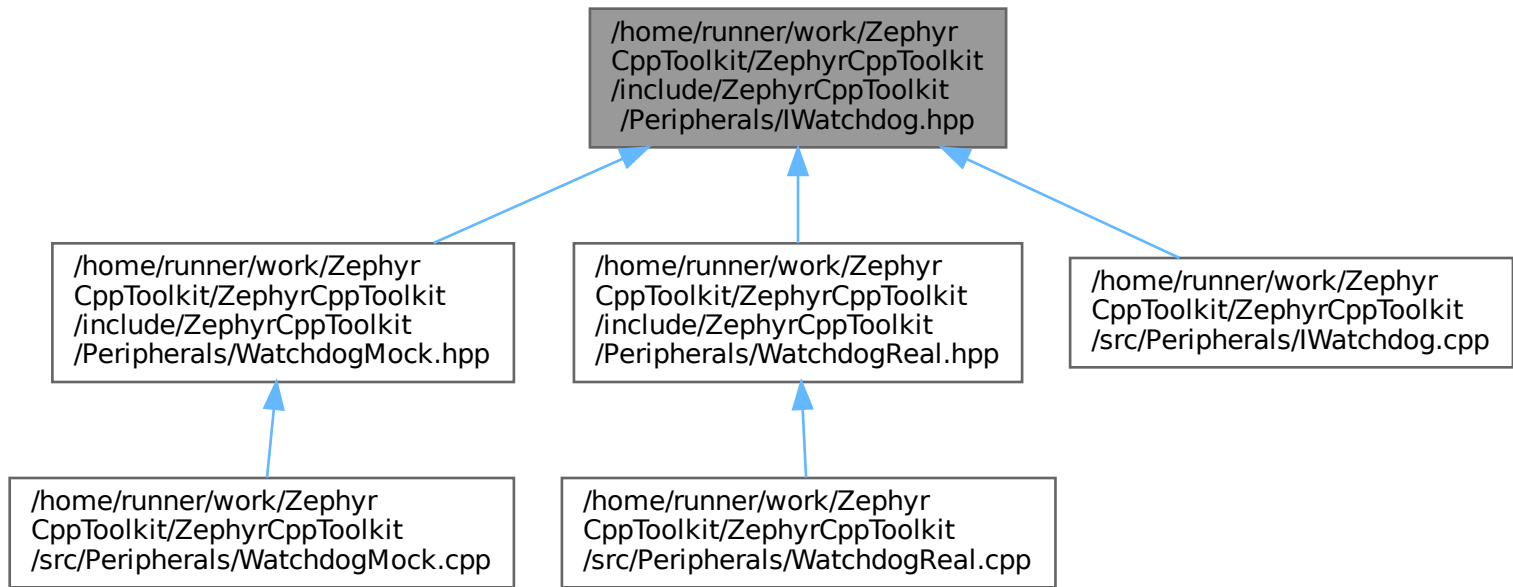 /home/runner/work/Zephyr
CppToolkit/ZephyrCppToolkit
/include/ZephyrCppToolkit
/Peripherals/IWatchdog.hpp
/home/runner/work/Zephyr
CppToolkit/ZephyrCppToolkit
/include/ZephyrCppToolkit
/Peripherals/WatchdogMock.hpp
/home/runner/work/Zephyr
CppToolkit/ZephyrCppToolkit
/include/ZephyrCppToolkit
/Peripherals/WatchdogReal.hpp
/home/runner/work/Zephyr
CppToolkit/ZephyrCppToolkit
/src/Peripherals/IWatchdog.cpp
/home/runner/work/Zephyr
CppToolkit/ZephyrCppToolkit
/src/Peripherals/WatchdogMock.cpp
/home/runner/work/Zephyr
CppToolkit/ZephyrCppToolkit
/src/Peripherals/WatchdogReal.cpp